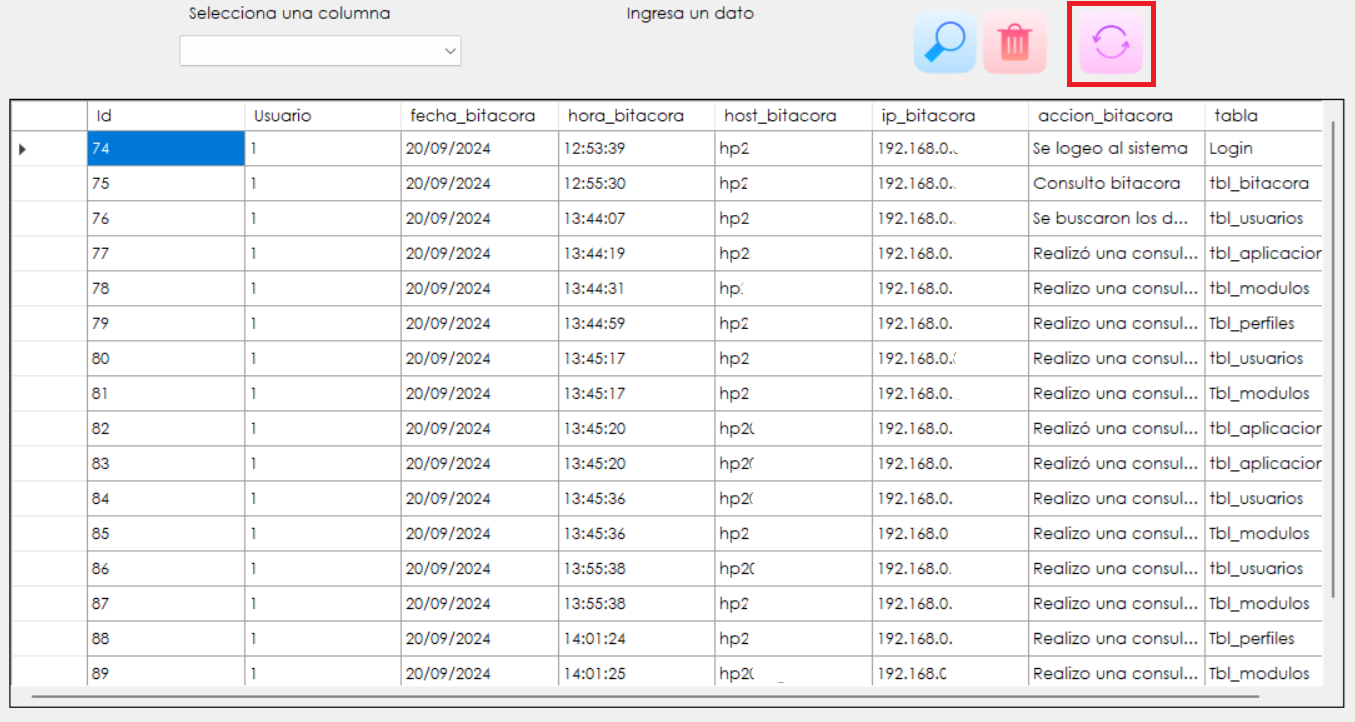 Selecciona una columna Ingresa un dato
Id Usuario fecha_bitacora hora_bitacora host_bitacora ip_bitacora accion_bitacora tabla
74 1 20/09/2024 12:53:39 hp2 192.168.0. Se logeo al sistema Login
75 1 20/09/2024 12:55:30 hp2 192.168.0. Consulto bitacora tbl_bitacora
76 1 20/09/2024 13:44:07 hp2 192.168.0. Se buscaron los d... tbl_usuarios
77 1 20/09/2024 13:44:19 hp2 192.168.0. Realizó una consul... tbl_aplicacion
78 1 20/09/2024 13:44:31 hp 192.168.0. Realizo una consul... tbl_modulos
79 1 20/09/2024 13:44:59 hp2 192.168.0. Realizo una consul... Tbl_perfiles
80 1 20/09/2024 13:45:17 hp2 192.168.0. Realizo una consul... tbl_usuarios
81 1 20/09/2024 13:45:17 hp2 192.168.0. Realizo una consul... Tbl_modulos
82 1 20/09/2024 13:45:20 hp20 192.168.0. Realizó una consul... tbl_aplicacion
83 1 20/09/2024 13:45:20 hp20 192.168.0. Realizó una consul... tbl_aplicacion
84 1 20/09/2024 13:45:36 hp20 192.168.0. Realizo una consul... tbl_usuarios
85 1 20/09/2024 13:45:36 hp2 192.168.0 Realizo una consul... Tbl_modulos
86 1 20/09/2024 13:55:38 hp20 192.168.0. Realizo una consul... tbl_usuarios
87 1 20/09/2024 13:55:38 hp2 192.168.0. Realizo una consul... Tbl_modulos
88 1 20/09/2024 14:01:24 hp2 192.168.0. Realizo una consul... Tbl_perfiles
89 1 20/09/2024 14:01:25 hp20 192.168.0 Realizo una consul... Tbl_modulos